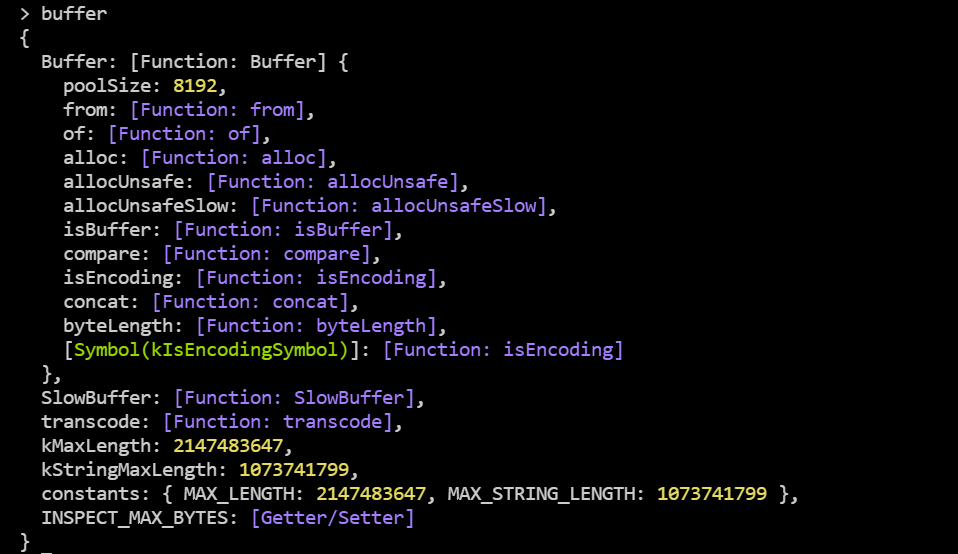 > buffer
{
  Buffer: [Function: Buffer] {
    poolSize: 8192,
    from: [Function: from],
    of: [Function: of],
    alloc: [Function: alloc],
    allocUnsafe: [Function: allocUnsafe],
    allocUnsafeSlow: [Function: allocUnsafeSlow],
    isBuffer: [Function: isBuffer],
    compare: [Function: compare],
    isEncoding: [Function: isEncoding],
    concat: [Function: concat],
    byteLength: [Function: byteLength],
    [Symbol(kIsEncodingSymbol)]: [Function: isEncoding]
  },
  SlowBuffer: [Function: SlowBuffer],
  transcode: [Function: transcode],
  kMaxLength: 2147483647,
  kStringMaxLength: 1073741799,
  constants: { MAX_LENGTH: 2147483647, MAX_STRING_LENGTH: 1073741799 },
  INSPECT_MAX_BYTES: [Getter/Setter]
}